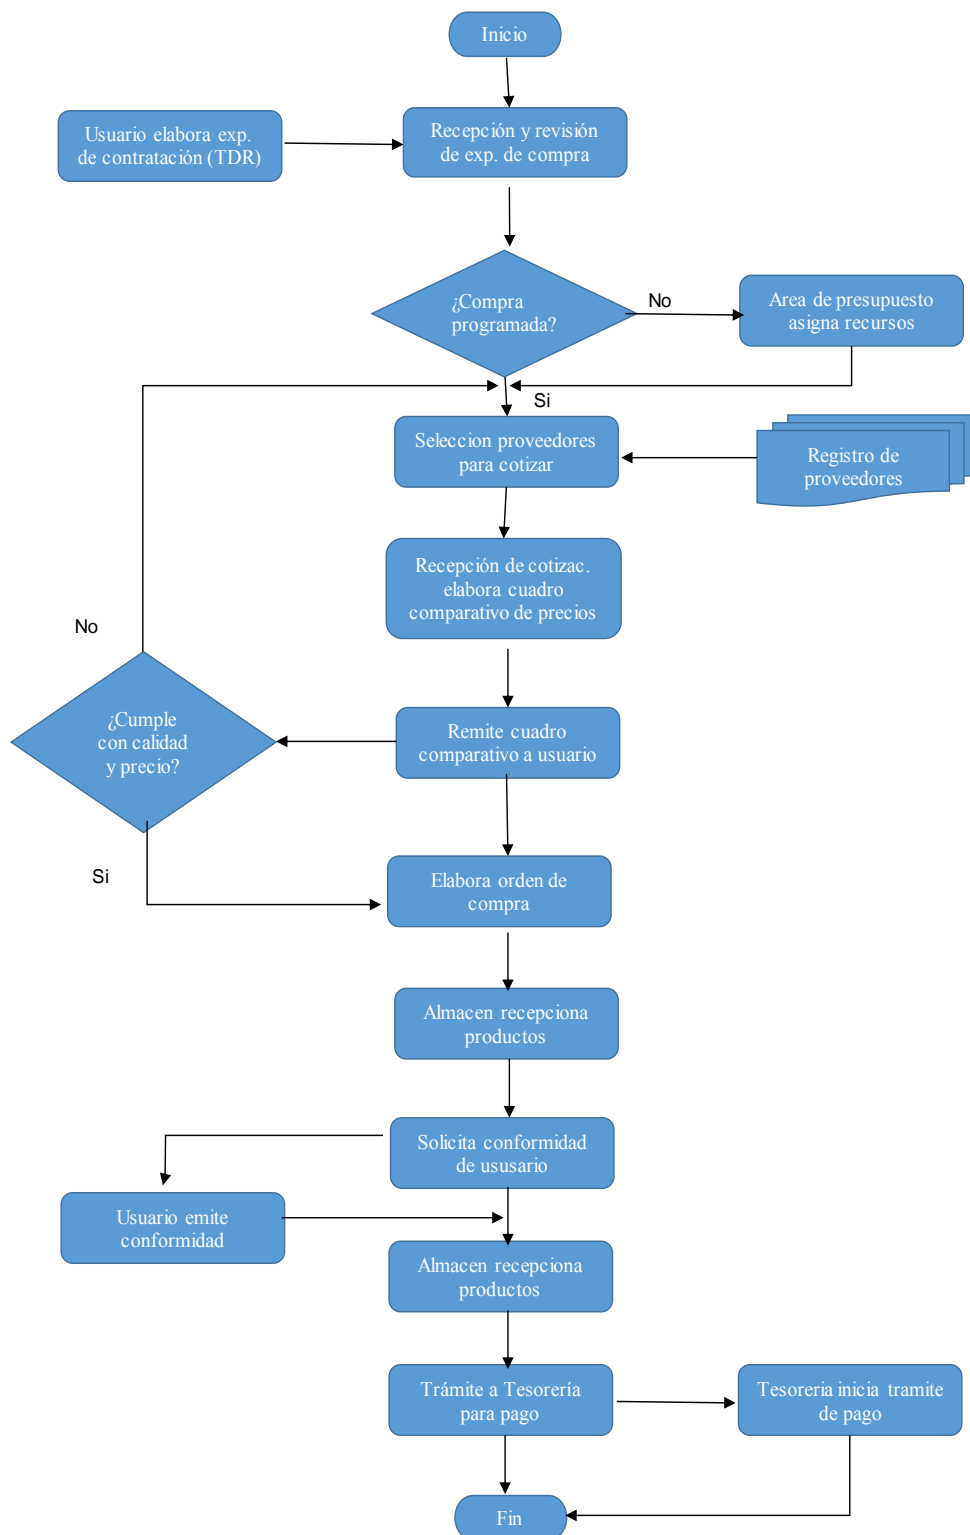 Inicio
Usuario elabora exp.
de contratación (TDR)
Recepción y revisión
de exp. de compra
¿Compra
programada?
No
Area de presupuesto
asigna recursos
Si
Seleccion proveedores
para cotizar
Registro de
proveedores
Recepción de cotizac.
elabora cuadro
comparativo de precios
No
¿Cumple
con calidad
y precio?
Remite cuadro
comparativo a usuario
Si
Elabora orden de
compra
Almacen recepciona
productos
Solicita conformidad
de ususario
Usuario emite
conformidad
Almacen recepciona
productos
Trámite a Tesorería
para pago
Tesoreria inicia tramite
de pago
Fin